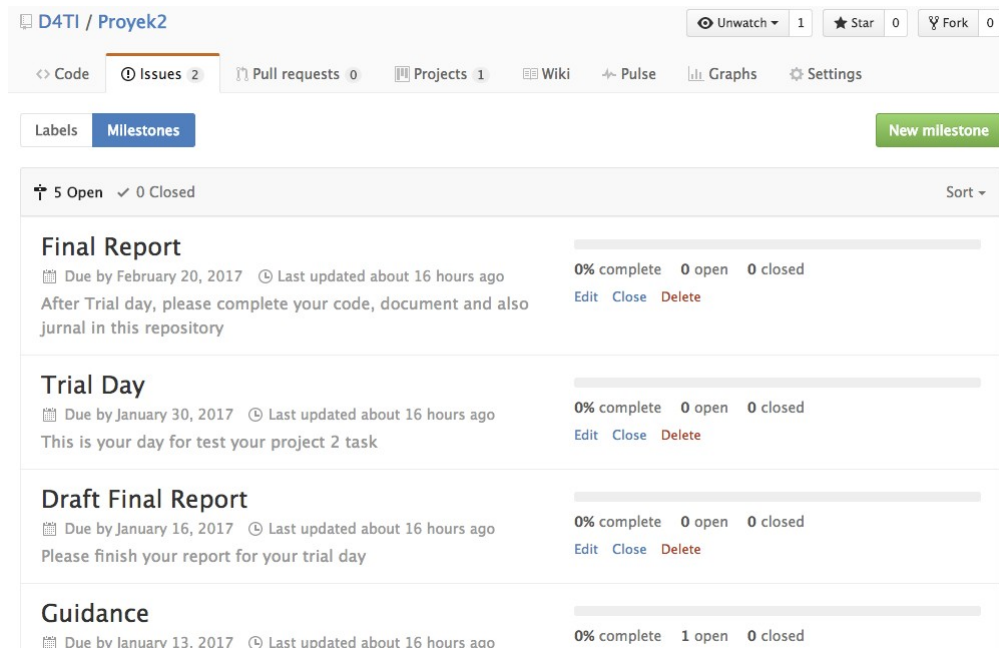 D4TI / Proyek2
Unwatch 1 Star 0 Fork 0
Code Issues 2 Pull requests 0 Projects 1 Wiki Pulse Graphs Settings
Labels Milestones New milestone
5 Open 0 Closed Sort
Final Report
Due by February 20, 2017 Last updated about 16 hours ago
After Trial day, please complete your code, document and also
jurnal in this repository
0% complete 0 open 0 closed
Edit Close Delete
Trial Day
Due by January 30, 2017 Last updated about 16 hours ago
This is your day for test your project 2 task
0% complete 0 open 0 closed
Edit Close Delete
Draft Final Report
Due by January 16, 2017 Last updated about 16 hours ago
Please finish your report for your trial day
0% complete 0 open 0 closed
Edit Close Delete
Guidance
Due by January 13, 2017 Last updated about 16 hours ago
0% complete 1 open 0 closed